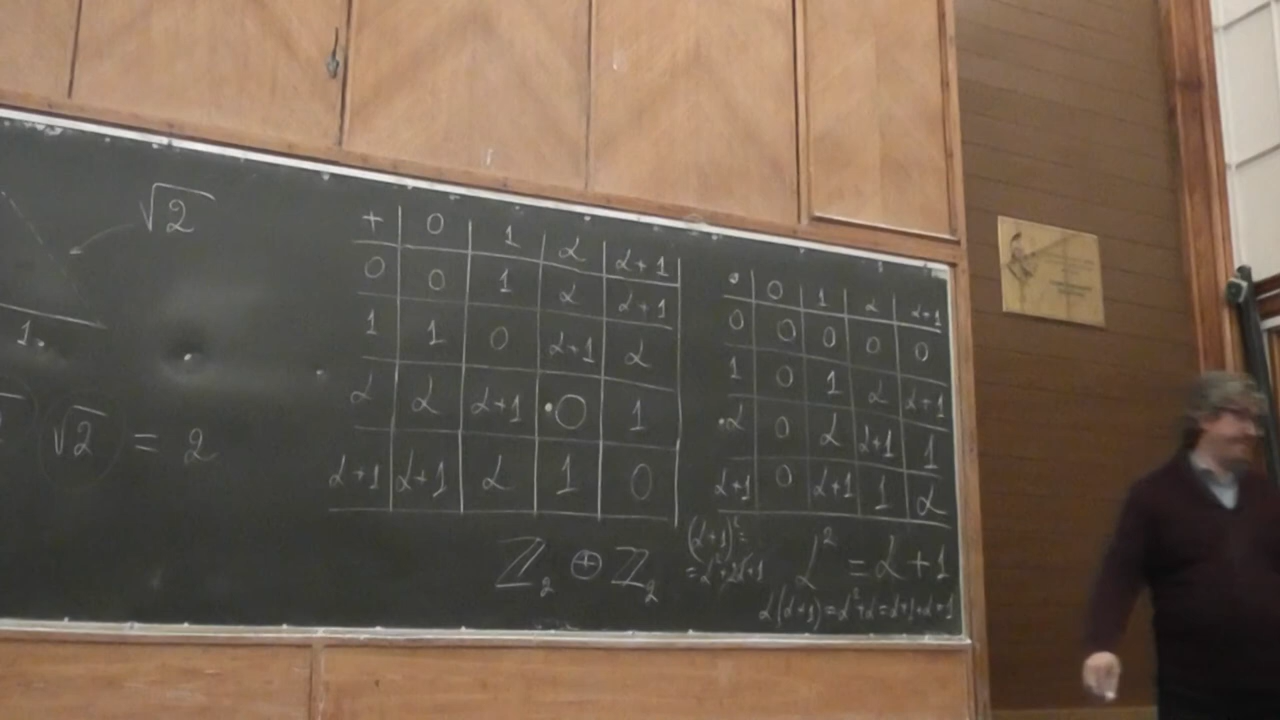 √2
1
√2 = 2
+ 0 1 α α+1
0 0 1 α α+1
1 1 0 α+1 α
α α α+1 0 1
α+1 α+1 α 1 0
ℤ₂ ⊕ ℤ₂
· 0 1 α α+1
0 0 0 0 0
1 0 1 α α+1
α 0 α α+1 1
α+1 0 α+1 1 α
(α+1)² =
= α²+2α+1
α² = α+1
α(α+1) = α²+α = α+1+α = 1